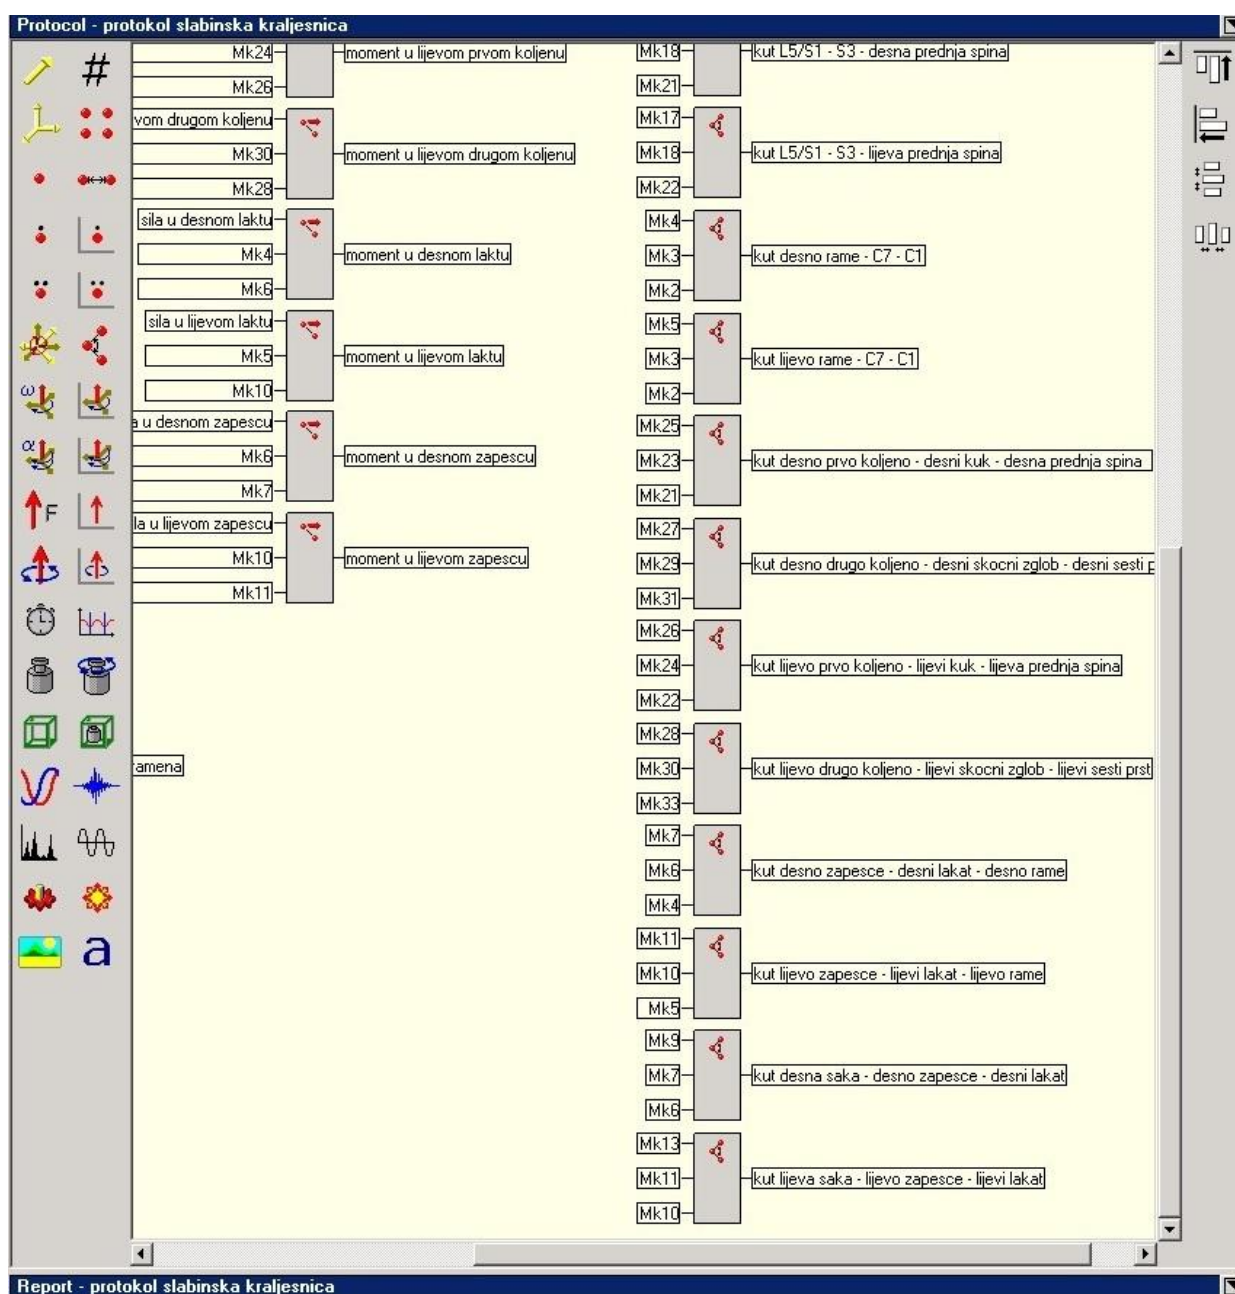 Protocol - protokol slabinska kraljesnica
#
ω
α
F
a
Mk24
moment u lijevom prvom koljenu
Mk26
vom drugom koljenu
Mk30
moment u lijevom drugom koljenu
Mk28
sila u desnom laktu
Mk4
moment u desnom laktu
Mk6
sila u lijevom laktu
Mk5
moment u lijevom laktu
Mk10
a u desnom zapescu
Mk6
moment u desnom zapescu
Mk7
la u lijevom zapescu
Mk10
moment u lijevom zapescu
Mk11
amena
Mk18
kut L5/S1 - S3 - desna prednja spina
Mk21
Mk17
Mk18
kut L5/S1 - S3 - lijeva prednja spina
Mk22
Mk4
Mk3
kut desno rame - C7 - C1
Mk2
Mk5
Mk3
kut lijevo rame - C7 - C1
Mk2
Mk25
Mk23
kut desno prvo koljeno - desni kuk - desna prednja spina
Mk21
Mk27
Mk29
kut desno drugo koljeno - desni skocni zglob - desni sesti p
Mk31
Mk26
Mk24
kut lijevo prvo koljeno - lijevi kuk - lijeva prednja spina
Mk22
Mk28
Mk30
kut lijevo drugo koljeno - lijevi skocni zglob - lijevi sesti prst
Mk33
Mk7
Mk6
kut desno zapesce - desni lakat - desno rame
Mk4
Mk11
Mk10
kut lijevo zapesce - lijevi lakat - lijevo rame
Mk5
Mk9
Mk7
kut desna saka - desno zapesce - desni lakat
Mk6
Mk13
Mk11
kut lijeva saka - lijevo zapesce - lijevi lakat
Mk10
Report - protokol slabinska kraljesnica